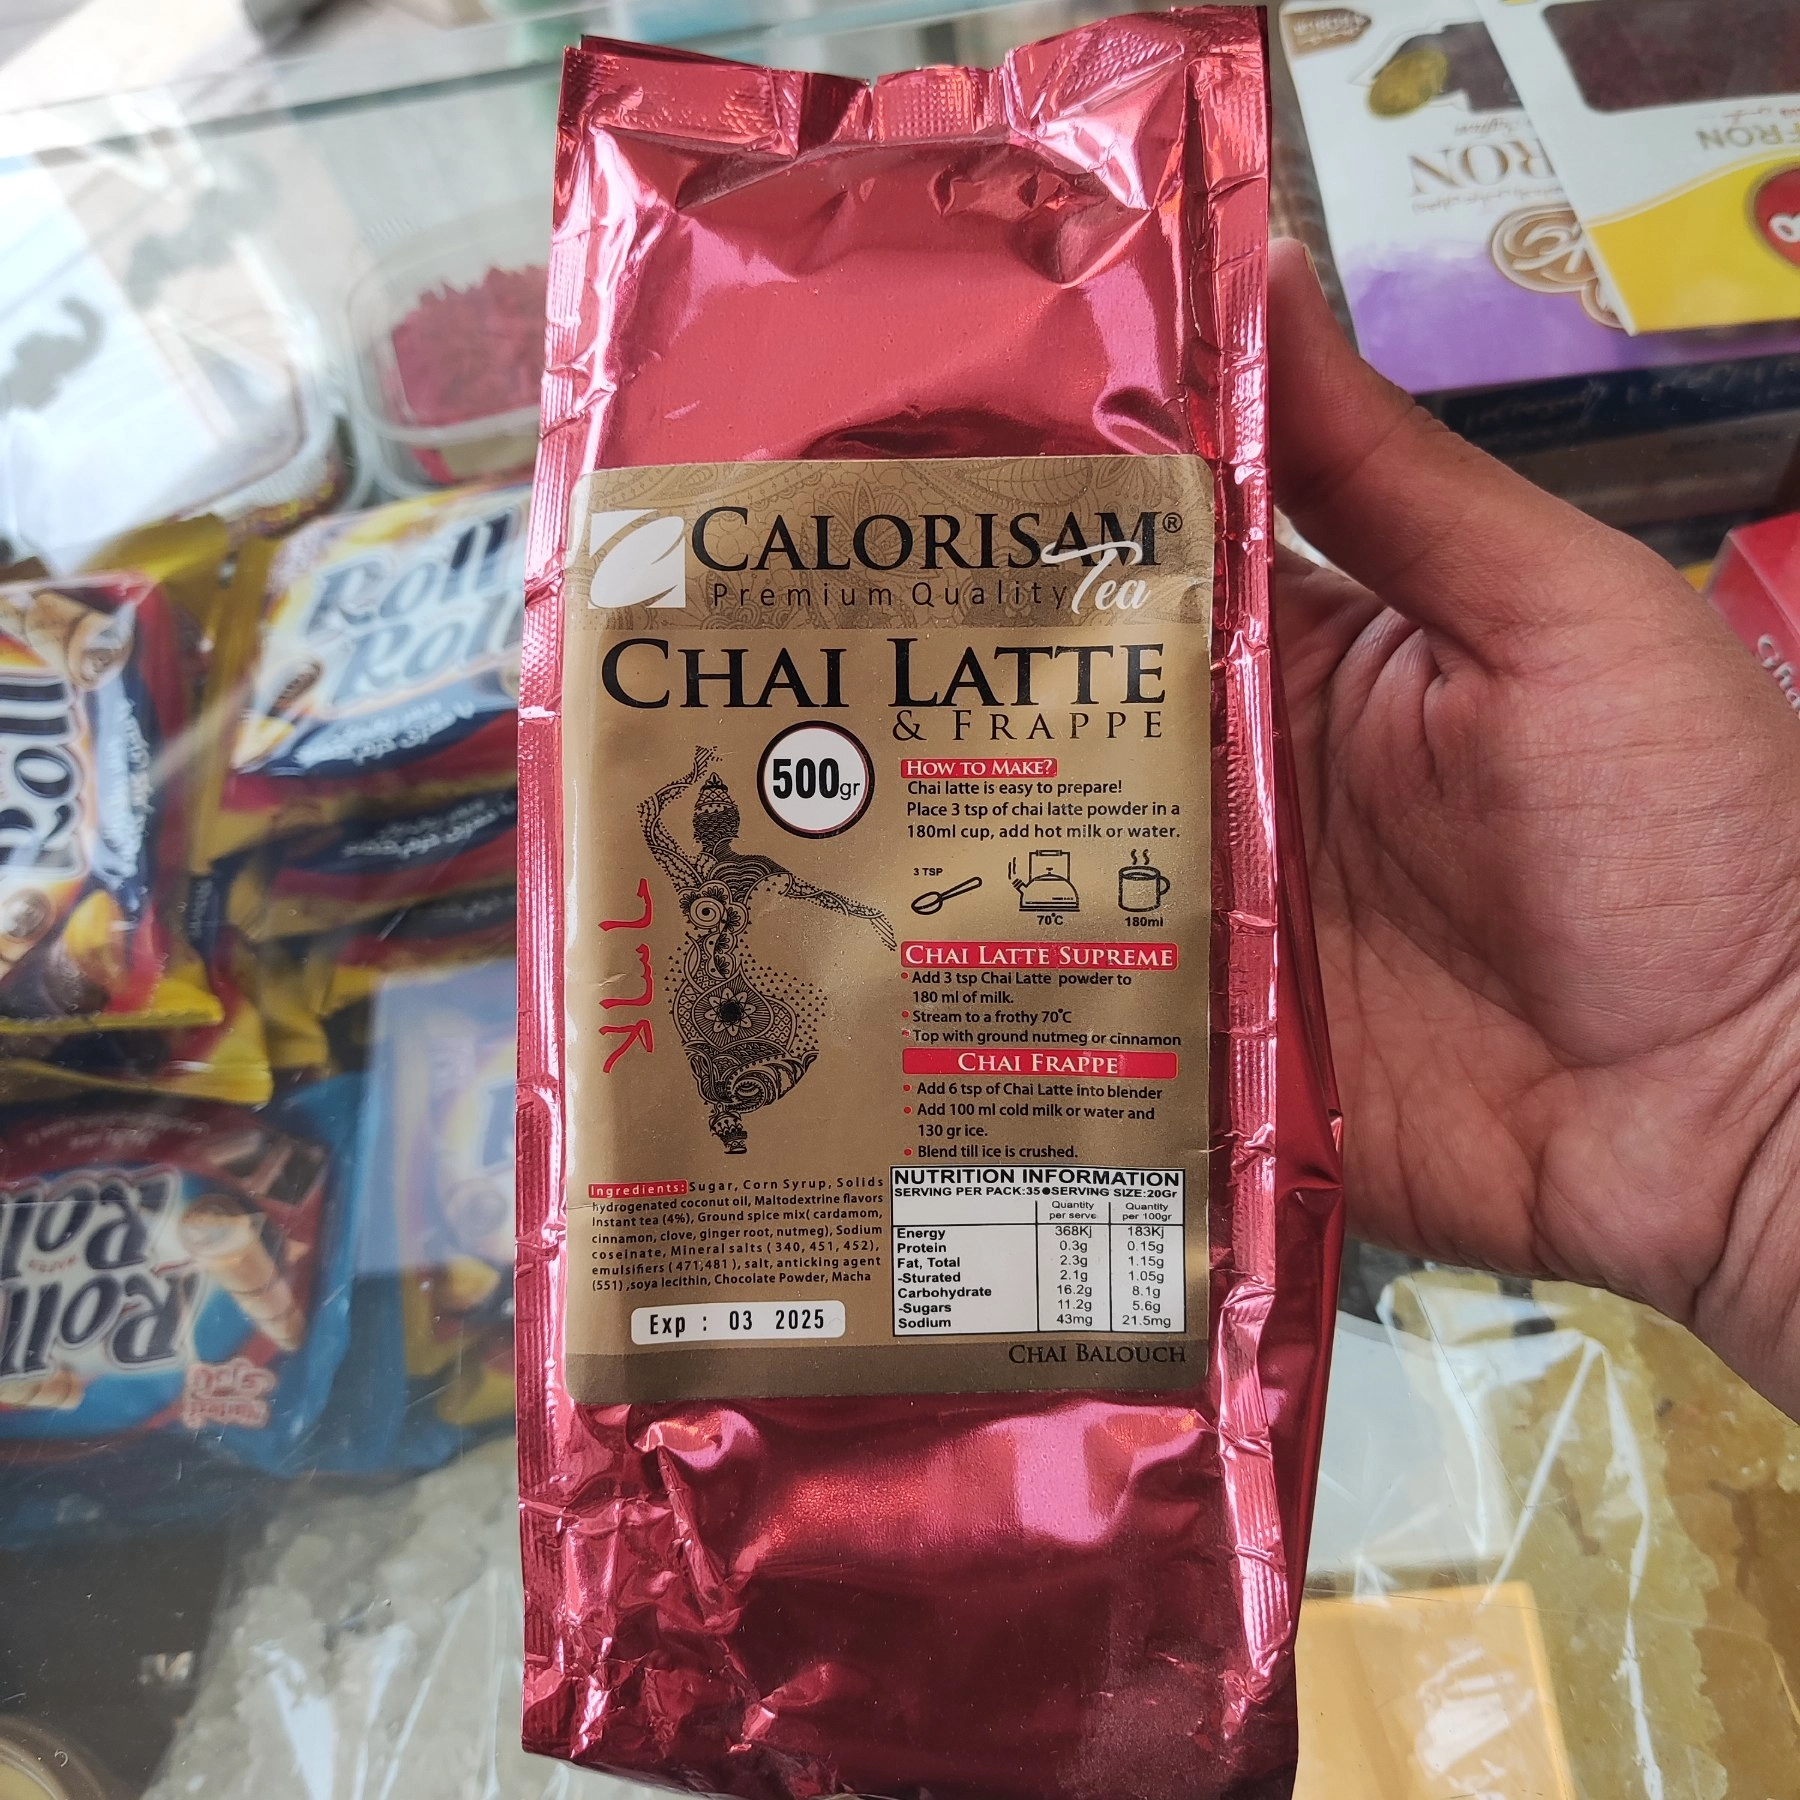 CALORISAM®
Premium Quality Tea
CHAI LATTE
& FRAPPE
500gr
HOW TO MAKE?
Chai latte is easy to prepare!
Place 3 tsp of chai latte powder in a
180ml cup, add hot milk or water.
3 TSP
70°C
180ml
ماسالا
CHAI LATTE SUPREME
• Add 3 tsp Chai Latte powder to
180 ml of milk.
• Stream to a frothy 70°C
• Top with ground nutmeg or cinnamon
CHAI FRAPPE
• Add 6 tsp of Chai Latte into blender
• Add 100 ml cold milk or water and
130 gr ice.
• Blend till ice is crushed.
Ingredients: Sugar, Corn Syrup, Solids
hydrogenated coconut oil, Maltodextrine flavors
Instant tea (4%), Ground spice mix( cardamom,
cinnamon, clove, ginger root, nutmeg), Sodium
coseinate, Mineral salts ( 340, 451, 452),
emulsifiers ( 471,481 ), salt, anticking agent
(551) ,soya lecithin, Chocolate Powder, Macha
Exp : 03 2025
NUTRITION INFORMATION
SERVING PER PACK:35●SERVING SIZE:20Gr
Quantity per serve Quantity per 100gr
Energy 368Kj 183Kj
Protein 0.3g 0.15g
Fat, Total 2.3g 1.15g
-Sturated 2.1g 1.05g
Carbohydrate 16.2g 8.1g
-Sugars 11.2g 5.6g
Sodium 43mg 21.5mg
CHAI BALOUCH
Roll
Roll
Roll
Roll
Roll
RON
FRON